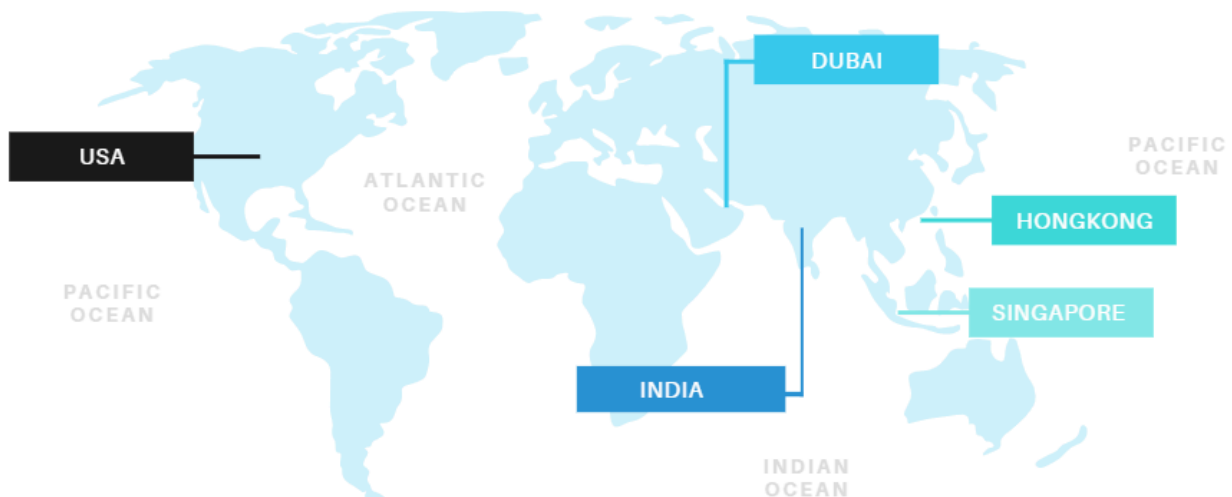 DUBAI
USA
PACIFIC
OCEAN
ATLANTIC
OCEAN
HONGKONG
PACIFIC
OCEAN
SINGAPORE
INDIA
INDIAN
OCEAN